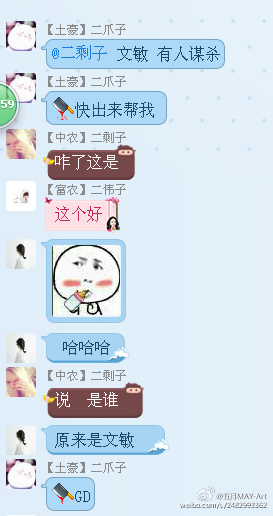 【土豪】二爪子
@二剩子 文敏 有人谋杀
【土豪】二爪子
59
快出来帮我
【中农】二剩子
咋了这是
【富农】二伟子
这个好
哈哈哈
【中农】二剩子
说 是谁
原来是文敏
【土豪】二爪子
GD
@五月MAY-Art
weibo.com/c/2482993362